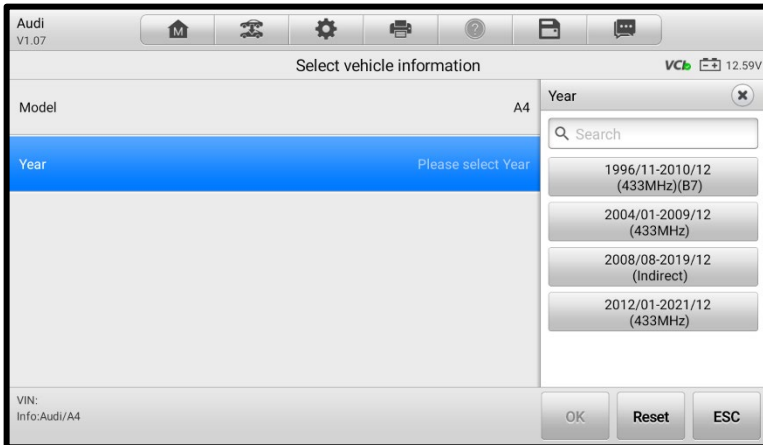 Audi
V1.07
M
?
Select vehicle information
VCI
12.59V
Model
A4
Year
Please select Year
Year
Search
1996/11-2010/12
(433MHz)(B7)
2004/01-2009/12
(433MHz)
2008/08-2019/12
(Indirect)
2012/01-2021/12
(433MHz)
VIN:
Info:Audi/A4
OK
Reset
ESC